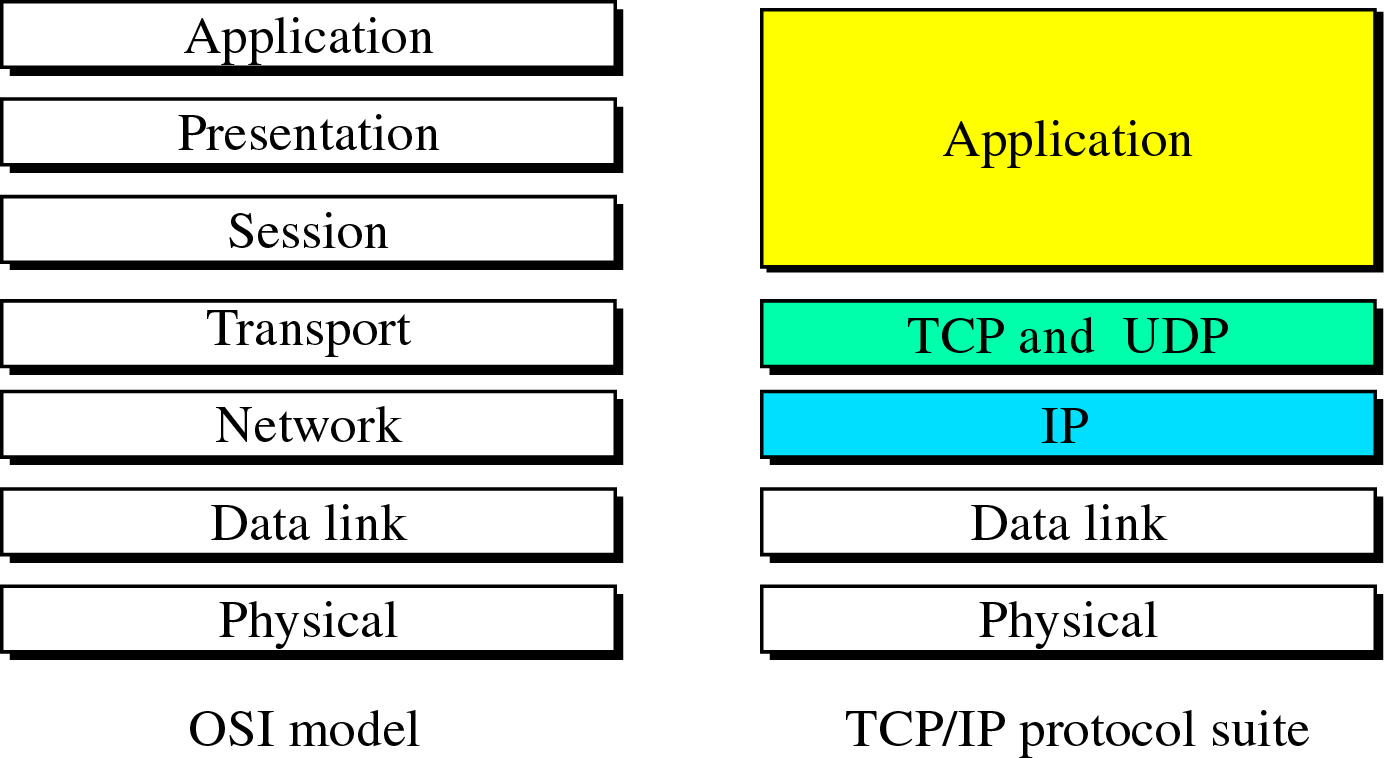 Application
Presentation
Session
Transport
Network
Data link
Physical
OSI model
Application
TCP and UDP
IP
Data link
Physical
TCP/IP protocol suite